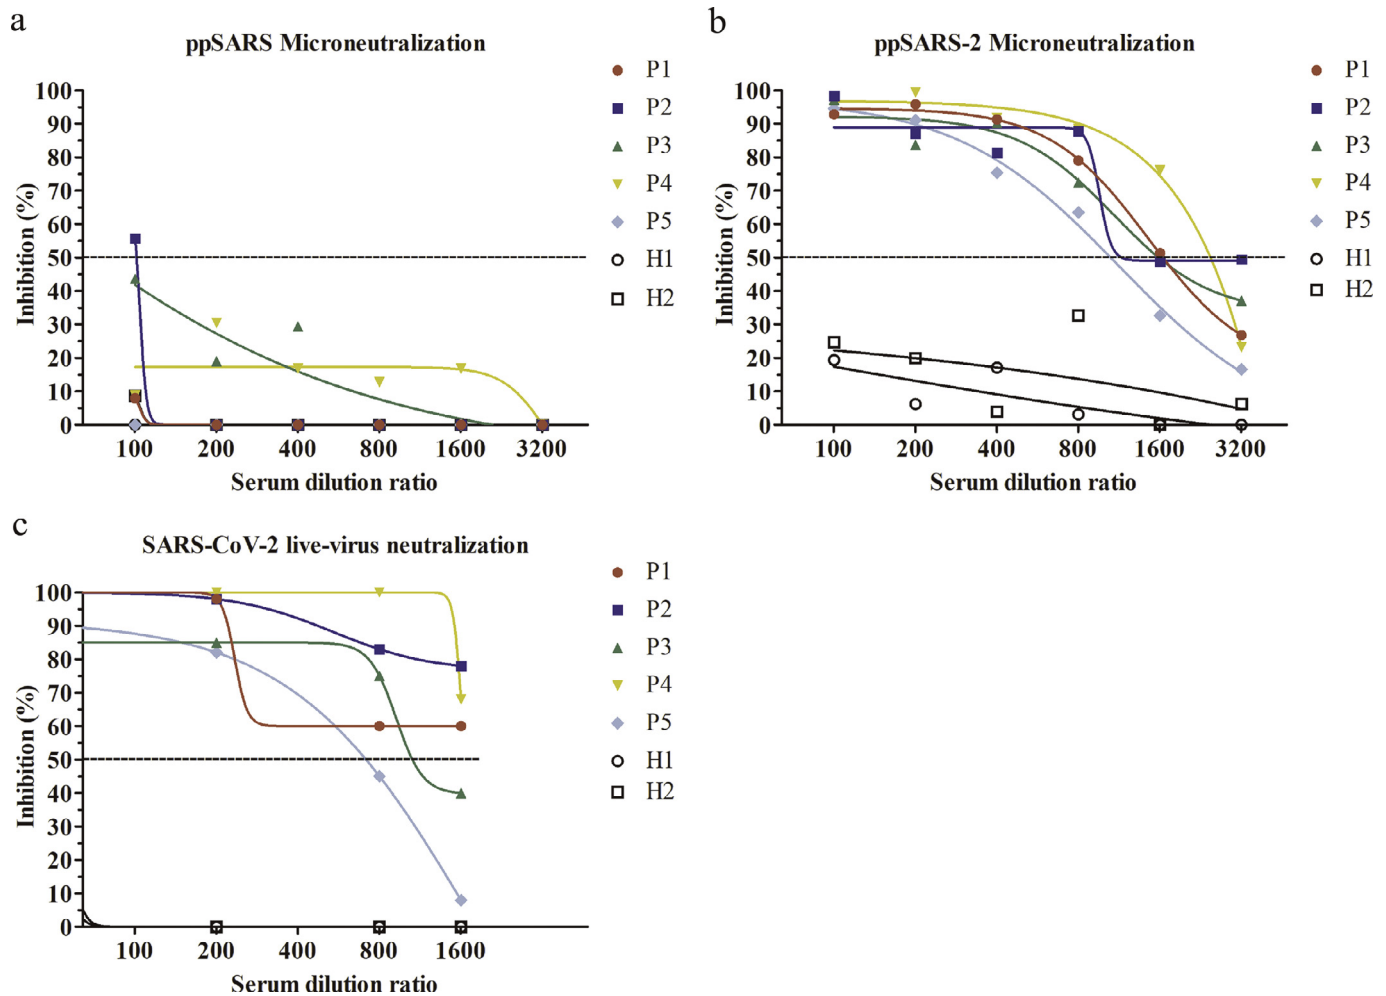 a
ppSARS Microneutralization
Inhibition (%)
100
90
80
70
60
50
40
30
20
10
0
100 200 400 800 1600 3200
Serum dilution ratio
P1
P2
P3
P4
P5
H1
H2
b
ppSARS-2 Microneutralization
Inhibition (%)
100
90
80
70
60
50
40
30
20
10
0
100 200 400 800 1600 3200
Serum dilution ratio
P1
P2
P3
P4
P5
H1
H2
c
SARS-CoV-2 live-virus neutralization
Inhibition (%)
100
90
80
70
60
50
40
30
20
10
0
100 200 400 800 1600
Serum dilution ratio
P1
P2
P3
P4
P5
H1
H2